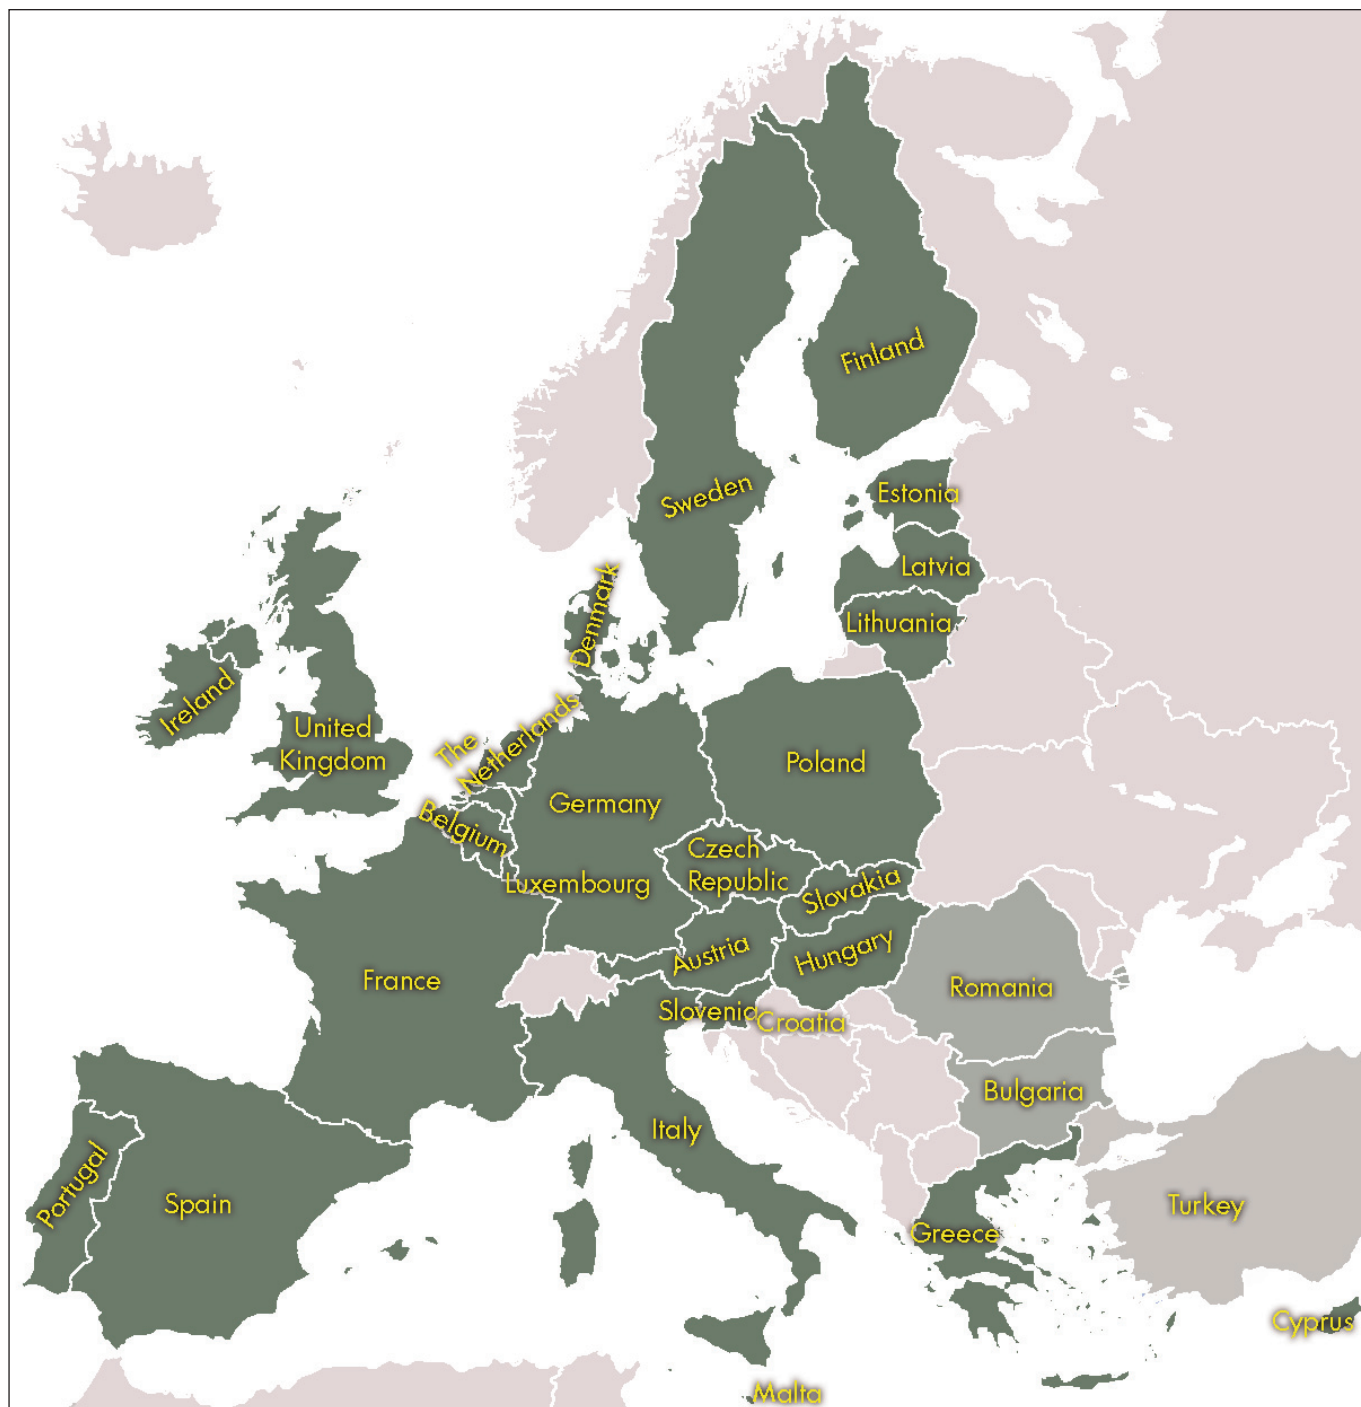 Finland
Sweden
Estonia
Latvia
Lithuania
Denmark
Ireland
United
Kingdom
The
Netherlands
Belgium
Germany
Poland
Luxembourg
Czech
Republic
Slovakia
Austria
Hungary
France
Slovenia
Croatia
Romania
Bulgaria
Italy
Portugal
Spain
Greece
Turkey
Cyprus
Malta